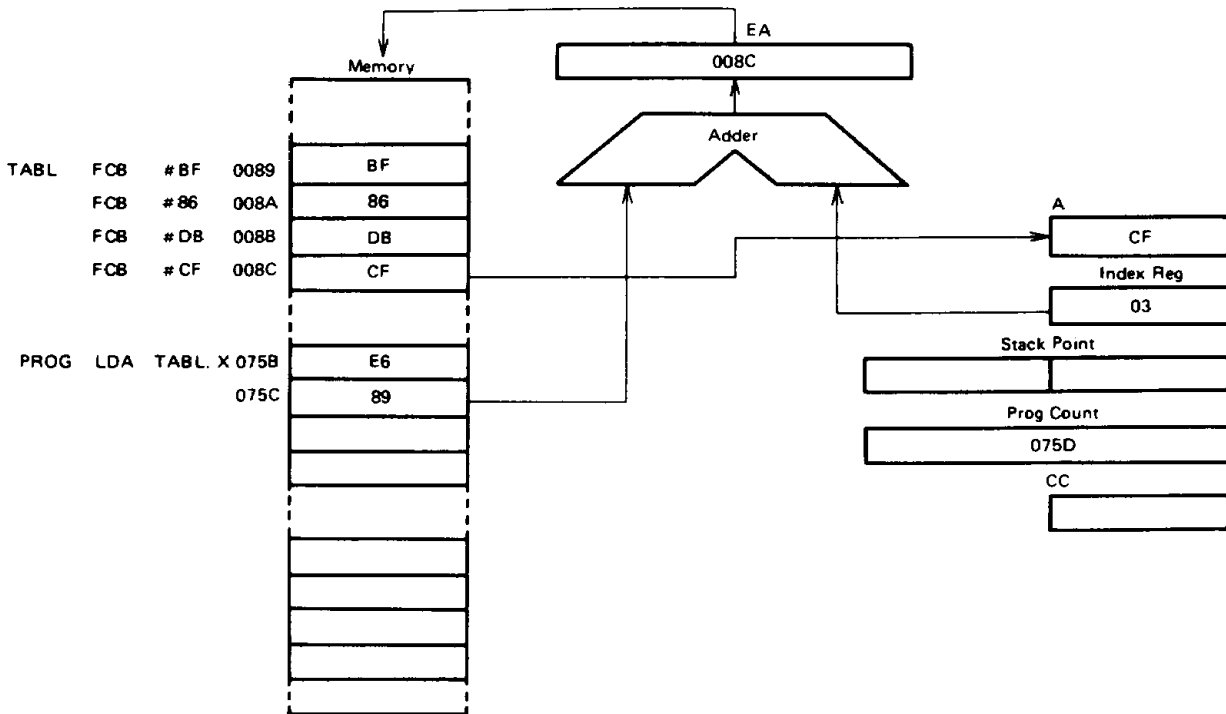 EA
008C
Memory
Adder
TABL FCB #BF 0089 BF
FCB #86 008A 86
FCB #DB 008B DB
FCB #CF 008C CF
A
CF
Index Reg
03
Stack Point
PROG LDA TABL. X 075B E6
075C 89
Prog Count
075D
CC